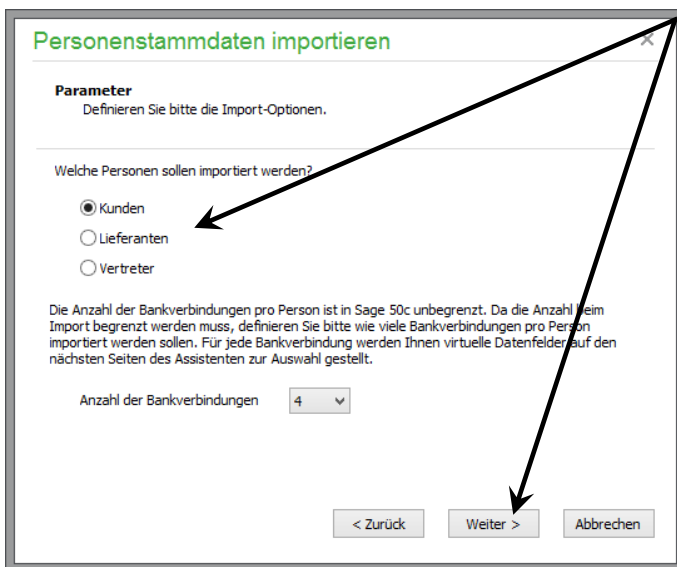 Personenstammdaten importieren
Parameter
Definieren Sie bitte die Import-Optionen.
Welche Personen sollen importiert werden?
Kunden
Lieferanten
Vertreter
Die Anzahl der Bankverbindungen pro Person ist in Sage 50c unbegrenzt. Da die Anzahl beim
Import begrenzt werden muss, definieren Sie bitte wie viele Bankverbindungen pro Person
importiert werden sollen. Für jede Bankverbindung werden Ihnen virtuelle Datenfelder auf den
nächsten Seiten des Assistenten zur Auswahl gestellt.
Anzahl der Bankverbindungen 4
< Zurück Weiter > Abbrechen